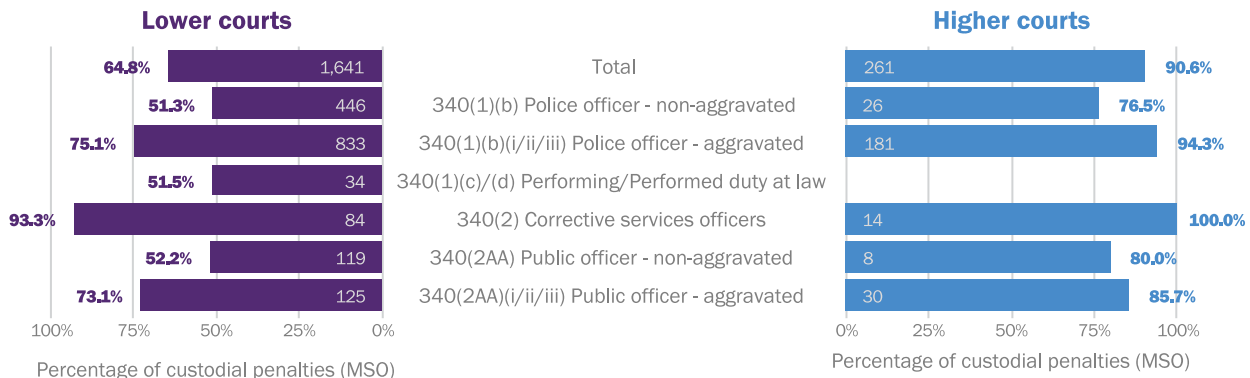 Lower courts
Higher courts
64.8% 1,641 Total 261 90.6%
51.3% 446 340(1)(b) Police officer - non-aggravated 26 76.5%
75.1% 833 340(1)(b)(i/ii/iii) Police officer - aggravated 181 94.3%
51.5% 34 340(1)(c)/(d) Performing/Performed duty at law
93.3% 84 340(2) Corrective services officers 14 100.0%
52.2% 119 340(2AA) Public officer - non-aggravated 8 80.0%
73.1% 125 340(2AA)(i/ii/iii) Public officer - aggravated 30 85.7%
100% 75% 50% 25% 0% 0% 25% 50% 75% 100%
Percentage of custodial penalties (MSO)
Percentage of custodial penalties (MSO)